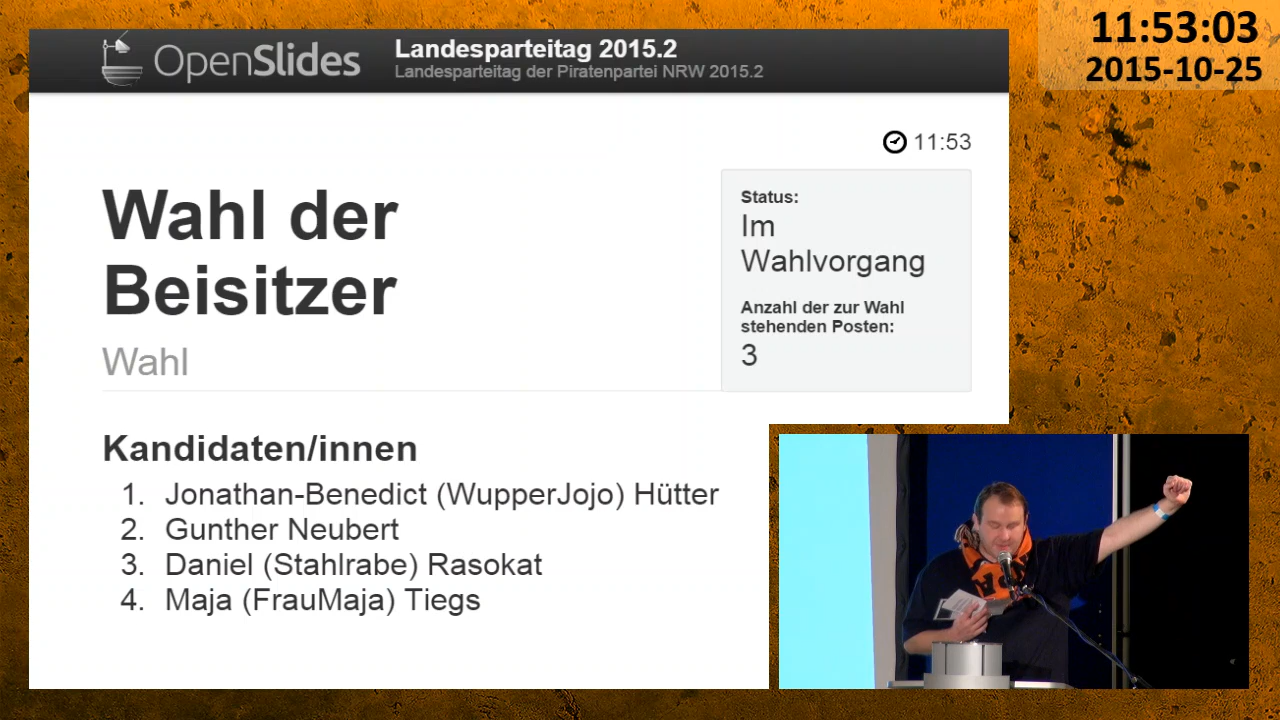 11:53:03
2015-10-25
OpenSlides
Landesparteitag 2015.2
Landesparteitag der Piratenpartei NRW 2015.2
11:53
Wahl der
Beisitzer
Wahl
Status:
Im
Wahlvorgang
Anzahl der zur Wahl
stehenden Posten:
3
Kandidaten/innen
1. Jonathan-Benedict (WupperJojo) Hütter
2. Gunther Neubert
3. Daniel (Stahlrabe) Rasokat
4. Maja (FrauMaja) Tiegs